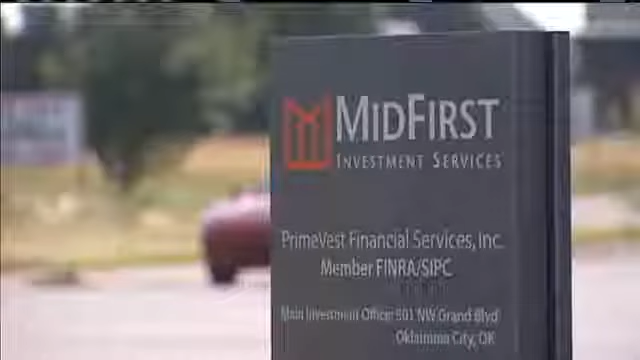 MIDFIRST
INVESTMENT SERVICES
PrimeVest Financial Services, Inc.
Member FINRA/SIPC
Main Investment Office: 501 NW Grand Blvd
Oklahoma City, OK